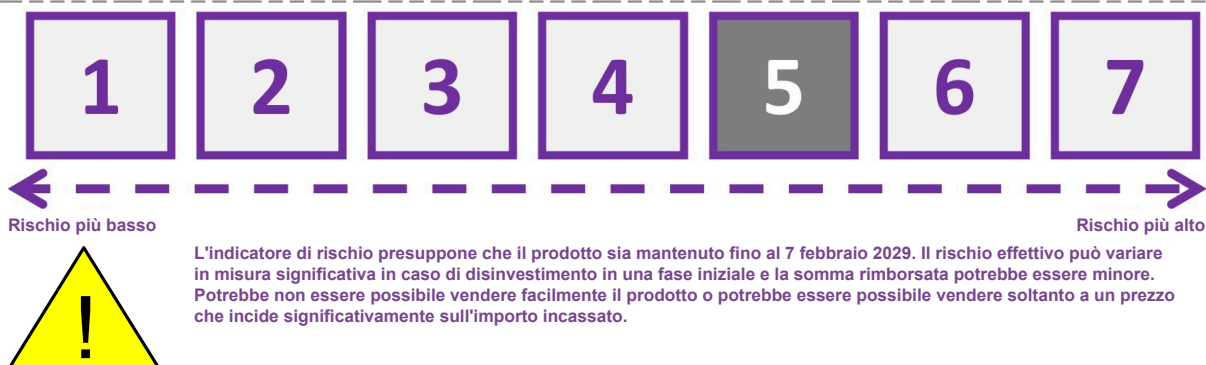 1 2 3 4 5 6 7
Rischio più basso
Rischio più alto
L'indicatore di rischio presuppone che il prodotto sia mantenuto fino al 7 febbraio 2029. Il rischio effettivo può variare
in misura significativa in caso di disinvestimento in una fase iniziale e la somma rimborsata potrebbe essere minore.
Potrebbe non essere possibile vendere facilmente il prodotto o potrebbe essere possibile vendere soltanto a un prezzo
che incide significativamente sull'importo incassato.
!